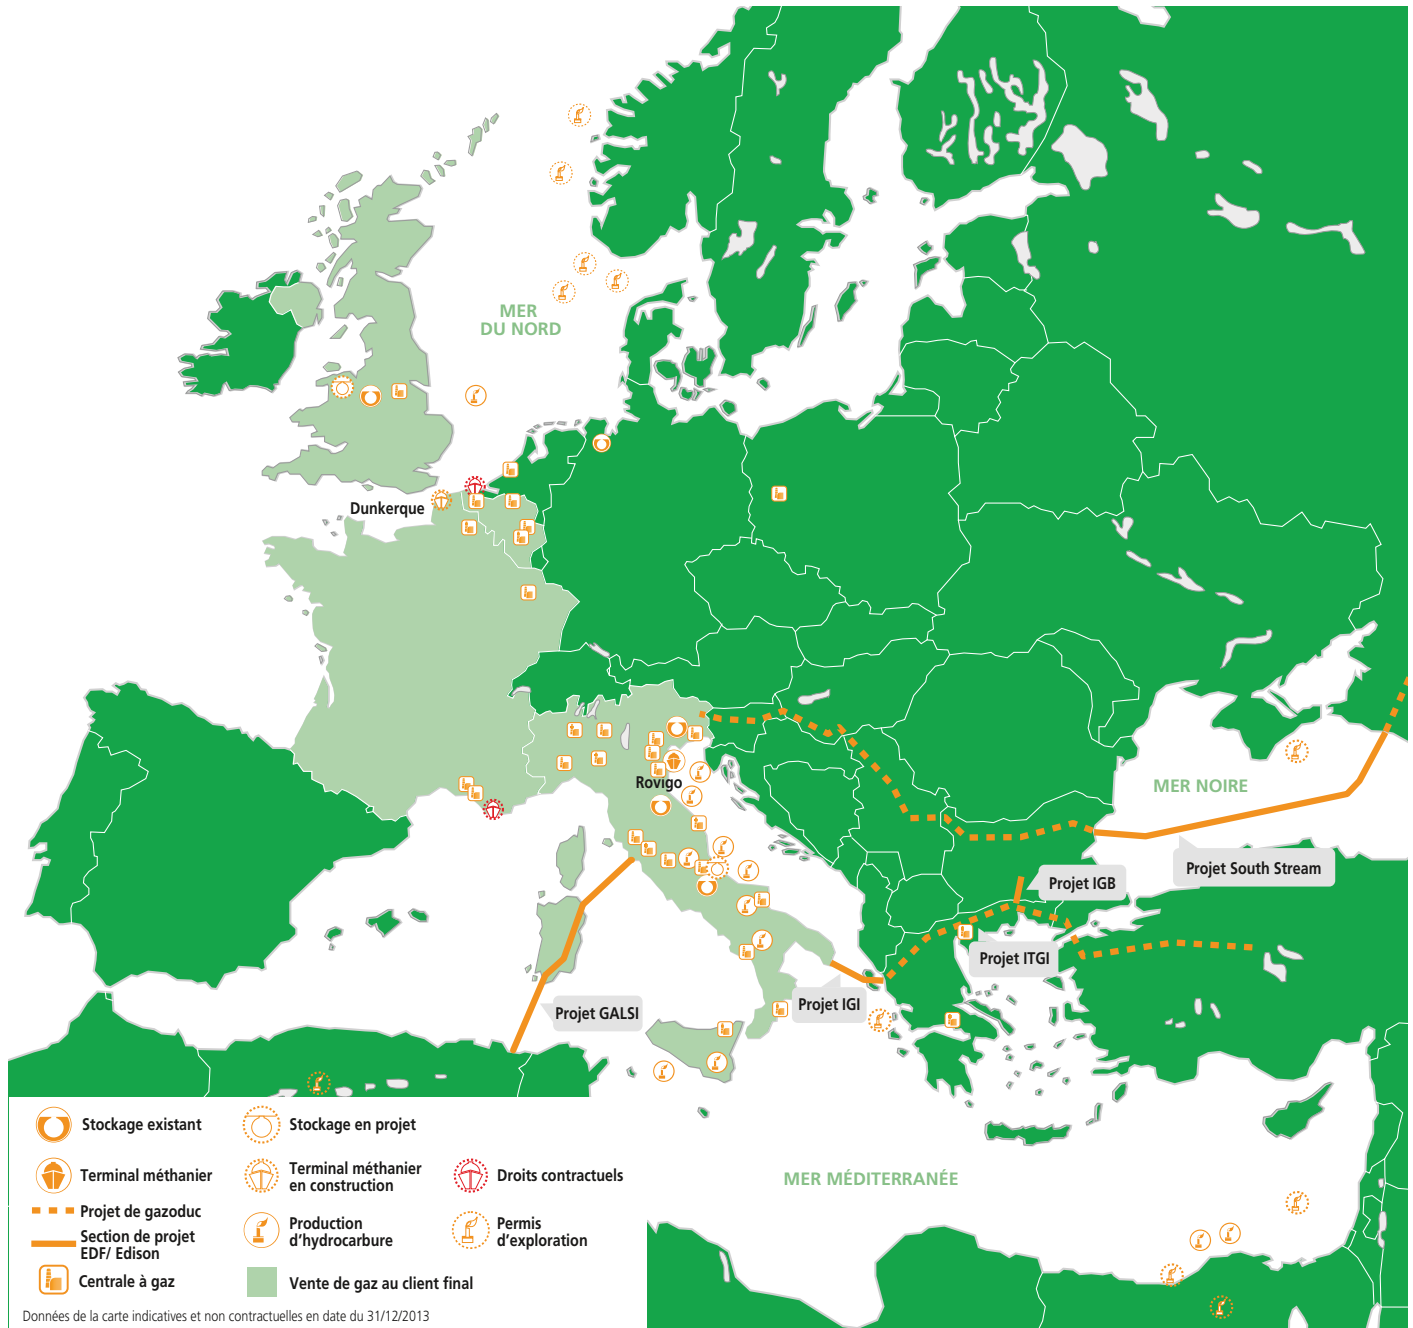 MER
DU NORD
Dunkerque
Rovigo
MER NOIRE
Projet South Stream
Projet IGB
Projet ITGI
Projet IGI
Projet GALSI
MER MÉDITERRANÉE
Stockage existant
Stockage en projet
Terminal méthanier
Terminal méthanier
en construction
Droits contractuels
Projet de gazoduc
Section de projet
EDF/ Edison
Production
d'hydrocarbure
Permis
d'exploration
Centrale à gaz
Vente de gaz au client final
Données de la carte indicatives et non contractuelles en date du 31/12/2013